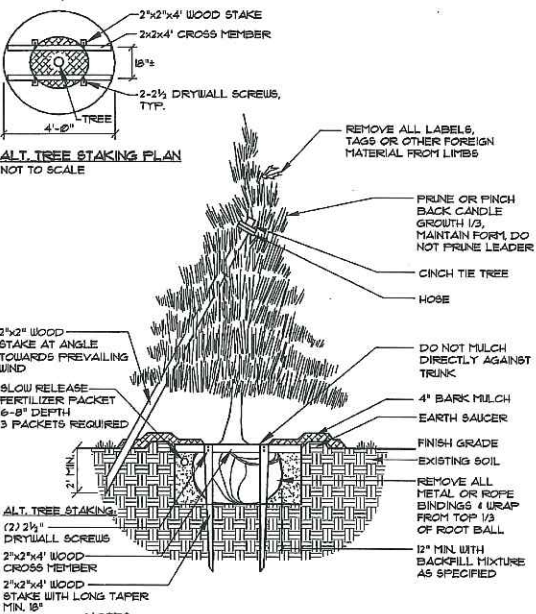 2"x2"x4' WOOD STAKE
2x2x4' CROSS MEMBER
18"±
2-2½ DRYWALL SCREWS,
TYP.
TREE
4'-0"
ALT. TREE STAKING PLAN
NOT TO SCALE
REMOVE ALL LABELS,
TAGS OR OTHER FOREIGN
MATERIAL FROM LIMBS
PRUNE OR PINCH
BACK CANDLE
GROWTH 1/3,
MAINTAIN FORM, DO
NOT PRUNE LEADER
CINCH TIE TREE
HOSE
2"x2" WOOD
STAKE AT ANGLE
TOWARDS PREVAILING
WIND
SLOW RELEASE
FERTILIZER PACKET
6-8" DEPTH
3 PACKETS REQUIRED
2' MIN.
DO NOT MULCH
DIRECTLY AGAINST
TRUNK
4" BARK MULCH
EARTH SAUCER
FINISH GRADE
EXISTING SOIL
REMOVE ALL
METAL OR ROPE
BINDINGS & WRAP
FROM TOP 1/3
OF ROOT BALL
12" MIN. WITH
BACKFILL MIXTURE
AS SPECIFIED
ALT. TREE STAKING:
(2) 2½"
DRYWALL SCREWS
2"x2"x4' WOOD
CROSS MEMBER
2"x2"x4' WOOD
STAKE WITH LONG TAPER
MIN. 18"